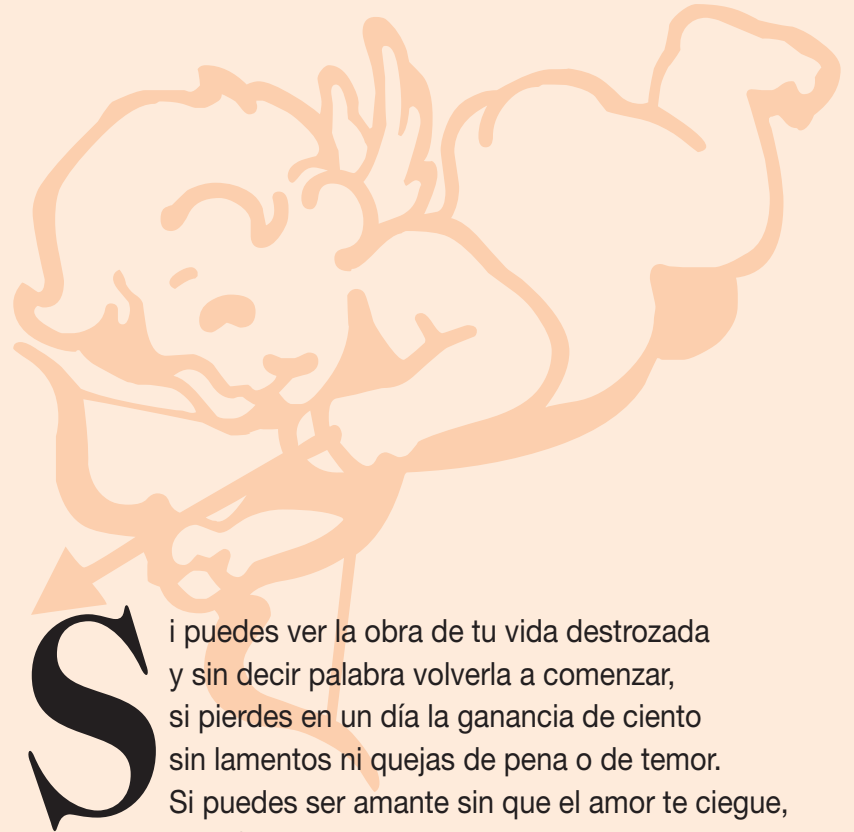 Si puedes ver la obra de tu vida destrozada
y sin decir palabra volverla a comenzar,
si pierdes en un día la ganancia de ciento
sin lamentos ni quejas de pena o de temor.
Si puedes ser amante sin que el amor te ciegue,